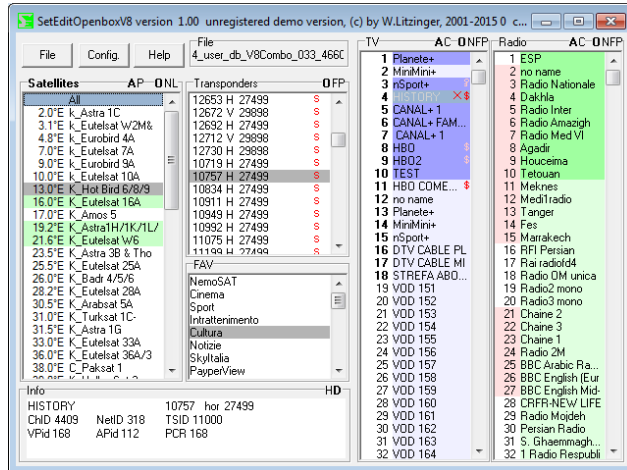 SetEditOpenboxV8 version 1.00 unregistered demo version, (c) by W.Litzinger, 2001-2015 0 c...
File Config. Help
File
4_user_db_V8Combo_033_466D
Satellites AP ONL
All
2.0°E k_Astra 1C
3.1°E k_Eutelsat W2M&
4.8°E k_Eurobird 4A
7.0°E k_Eutelsat 7A
9.0°E k_Eurobird 9A
10.0°E k_Eutelsat 10A
13.0°E K_Hot Bird 6/8/9
16.0°E K_Eutelsat 16A
17.0°E K_Amos 5
19.2°E K_Astra1H/1K/1L/
21.6°E K_Eutelsat W6
23.5°E K_Astra 3B & Tho
25.5°E K_Eutelsat 25A
26.0°E K_Badr 4/5/6
28.2°E K_Eutelsat 28A
30.5°E K_Arabsat 5A
31.0°E K_Turksat 1C-
31.5°E K_Astra 1G
33.0°E K_Eutelsat 33A
36.0°E K_Eutelsat 36A/3
38.0°E C_Paksat 1
Transponders OFP
12653 H 27499 S
12672 V 29898 S
12692 H 27499 S
12712 V 29898 S
12730 H 29898 S
10719 H 27499 S
10757 H 27499 S
10834 H 27499 S
10911 H 27499 S
10949 H 27499 S
10992 H 27499 S
11075 H 27499 S
11199 H 27499 S
FAV
NemoSAT
Cinema
Sport
Intrattenimento
Cultura
Notizie
SkyItalia
PayperView
TV AC ONFP
1 Planete+
2 MiniMini+
3 nSport+ ?
4 HISTORY X$
5 CANAL+ 1
6 CANAL+ FAM... $
7 CANAL+ 1
8 HBO $
9 HBO2 $
10 TEST
11 HBO COME... $
12 no name
13 Planete+
14 MiniMini+
15 nSport+
16 DTV CABLE PL
17 DTV CABLE MI
18 STREFA ABO...
19 VOD 151
20 VOD 152
21 VOD 153
22 VOD 154
23 VOD 155
24 VOD 156
25 VOD 157
26 VOD 158
27 VOD 159
28 VOD 160
29 VOD 161
30 VOD 162
31 VOD 163
32 VOD 164
Radio AC ONFP
1 ESP
2 no name
3 Radio Nationale
4 Dakhla
5 Radio Inter
6 Radio Amazigh
7 Radio Med VI
8 Agadir
9 Houceima
10 Tetouan
11 Meknes
12 Medi1radio
13 Tanger
14 Fes
15 Marrakech
16 RFI Persian
17 Rai radiofd4
18 Radio OM unica
19 Radio2 mono
20 Radio3 mono
21 Chaine 2
22 Chaine 3
23 Chaine 1
24 Radio 2M
25 BBC Arabic Ra...
26 BBC English (Eur
27 BBC English Mid-
28 CRFR-NEW LIFE
29 Radio Mojdeh
30 Persian Radio
31 S. Ghaemmagh...
32 1 Radio Respubli
Info HD
HISTORY 10757 hor 27499
ChID 4409 NetID 318 TSID 11000
VPid 168 APid 112 PCR 168